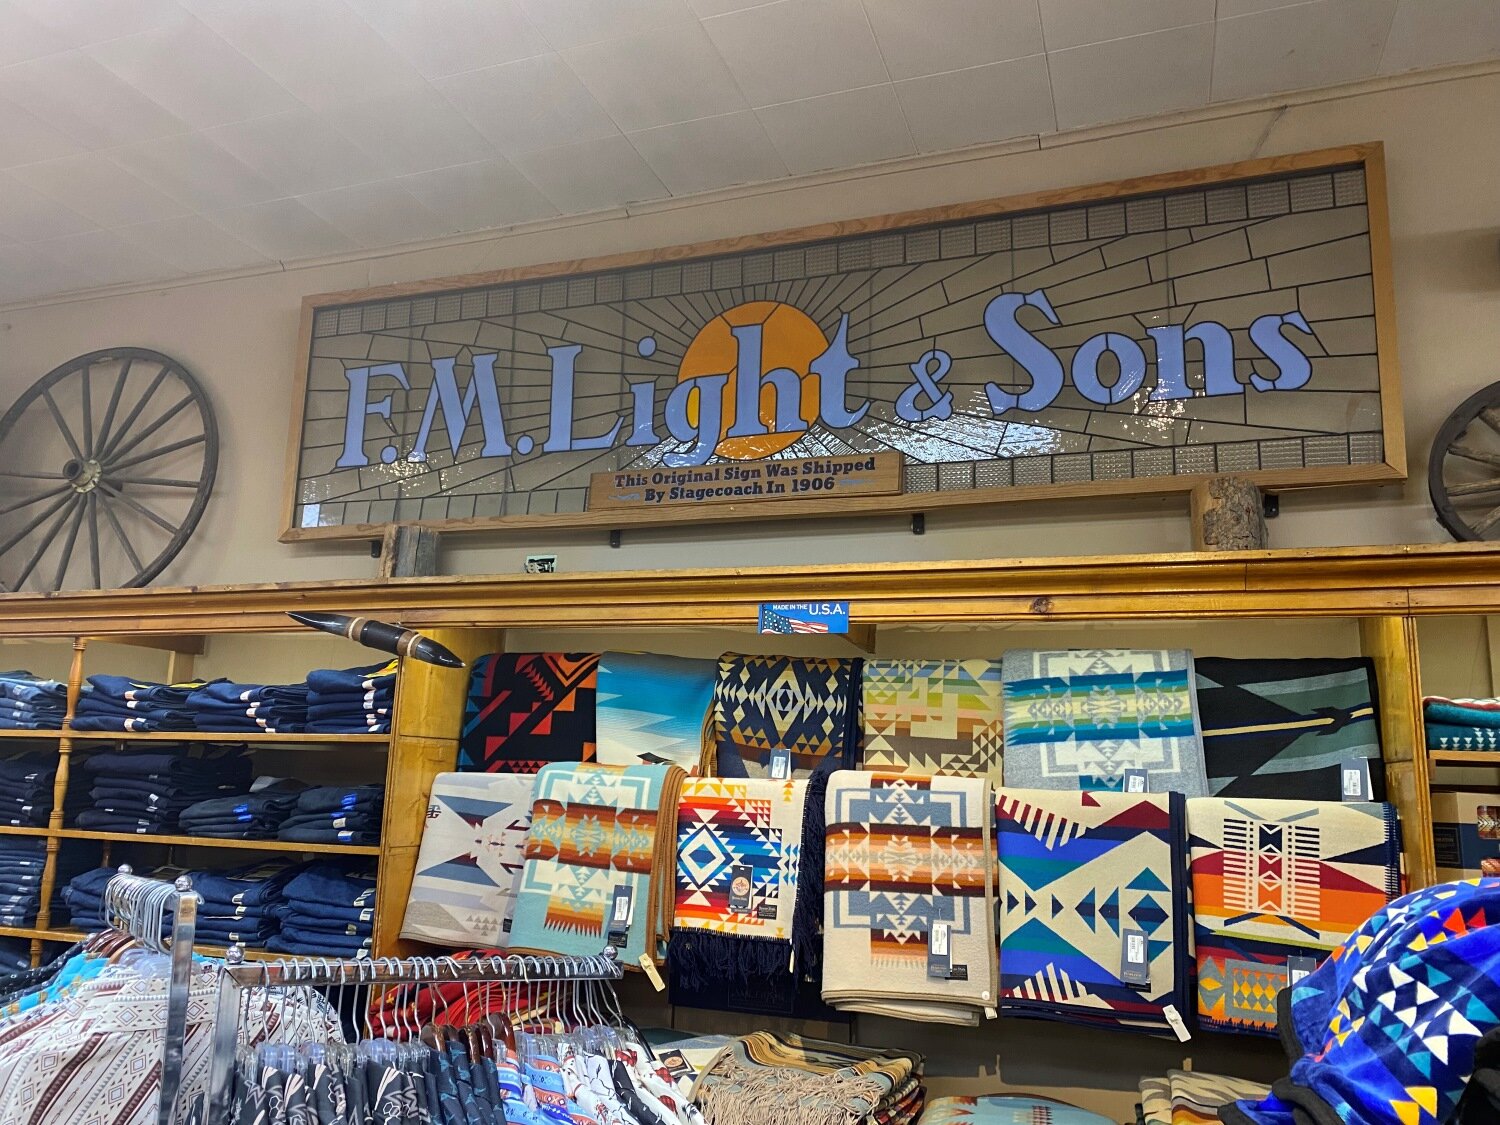 F.M. Light & Sons
This Original Sign Was Shipped
By Stagecoach In 1906
MADE IN THE U.S.A.